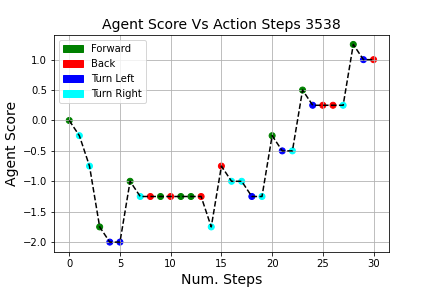 Agent Score Vs Action Steps 3538
Forward
Back
Turn Left
Turn Right
Agent Score
1.0
0.5
0.0
−0.5
−1.0
−1.5
−2.0
0 5 10 15 20 25 30
Num. Steps